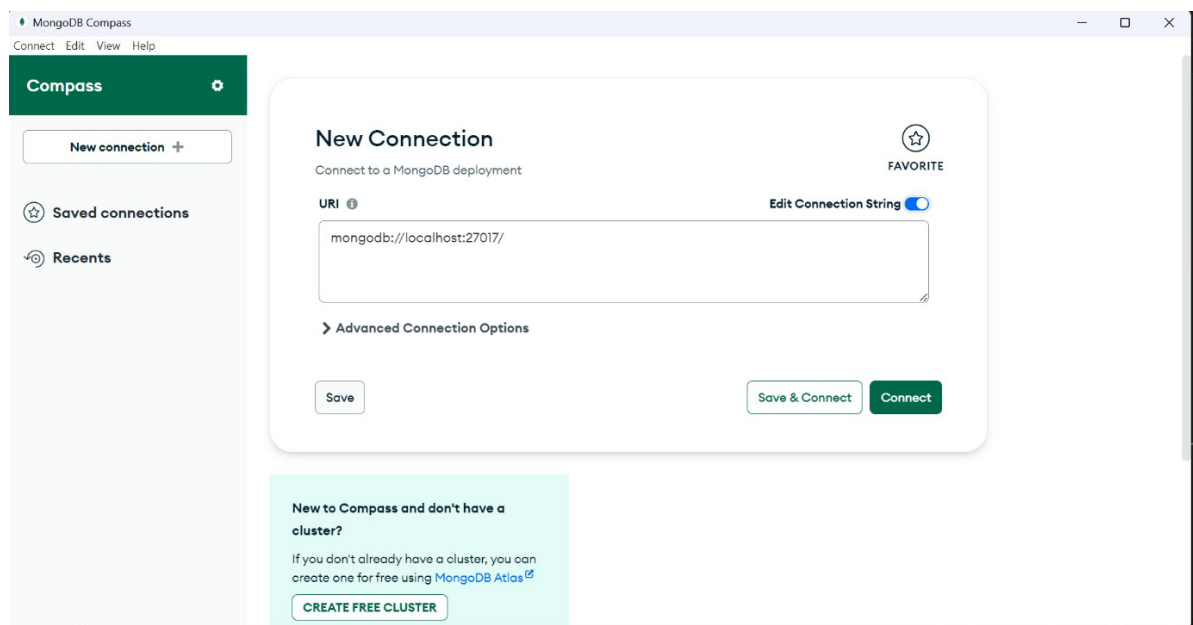 MongoDB Compass
Connect Edit View Help
Compass
New connection
Saved connections
Recents
New Connection
Connect to a MongoDB deployment
FAVORITE
URI
Edit Connection String
mongodb://localhost:27017/
Advanced Connection Options
Save
Save & Connect
Connect
New to Compass and don't have a
cluster?
If you don't already have a cluster, you can
create one for free using MongoDB Atlas
CREATE FREE CLUSTER